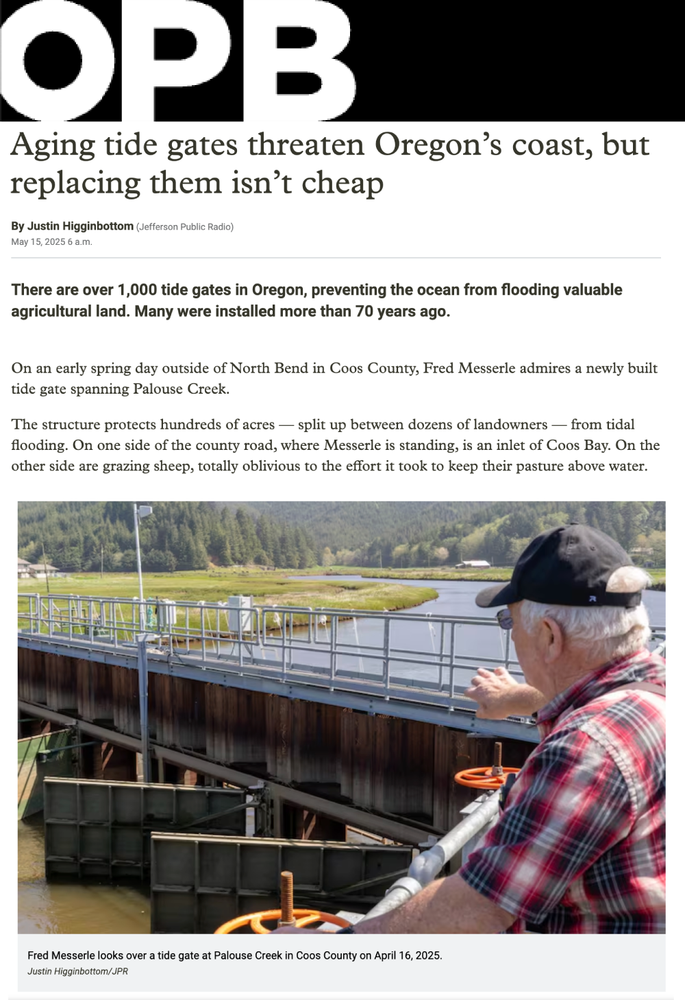 OPB
Aging tide gates threaten Oregon’s coast, but
replacing them isn’t cheap
By Justin Higginbottom (Jefferson Public Radio)
May 15, 2025 6 a.m.
There are over 1,000 tide gates in Oregon, preventing the ocean from flooding valuable
agricultural land. Many were installed more than 70 years ago.
On an early spring day outside of North Bend in Coos County, Fred Messerle admires a newly built
tide gate spanning Palouse Creek.
The structure protects hundreds of acres — split up between dozens of landowners — from tidal
flooding. On one side of the county road, where Messerle is standing, is an inlet of Coos Bay. On the
other side are grazing sheep, totally oblivious to the effort it took to keep their pasture above water.
Fred Messerle looks over a tide gate at Palouse Creek in Coos County on April 16, 2025.
Justin Higginbottom/JPR